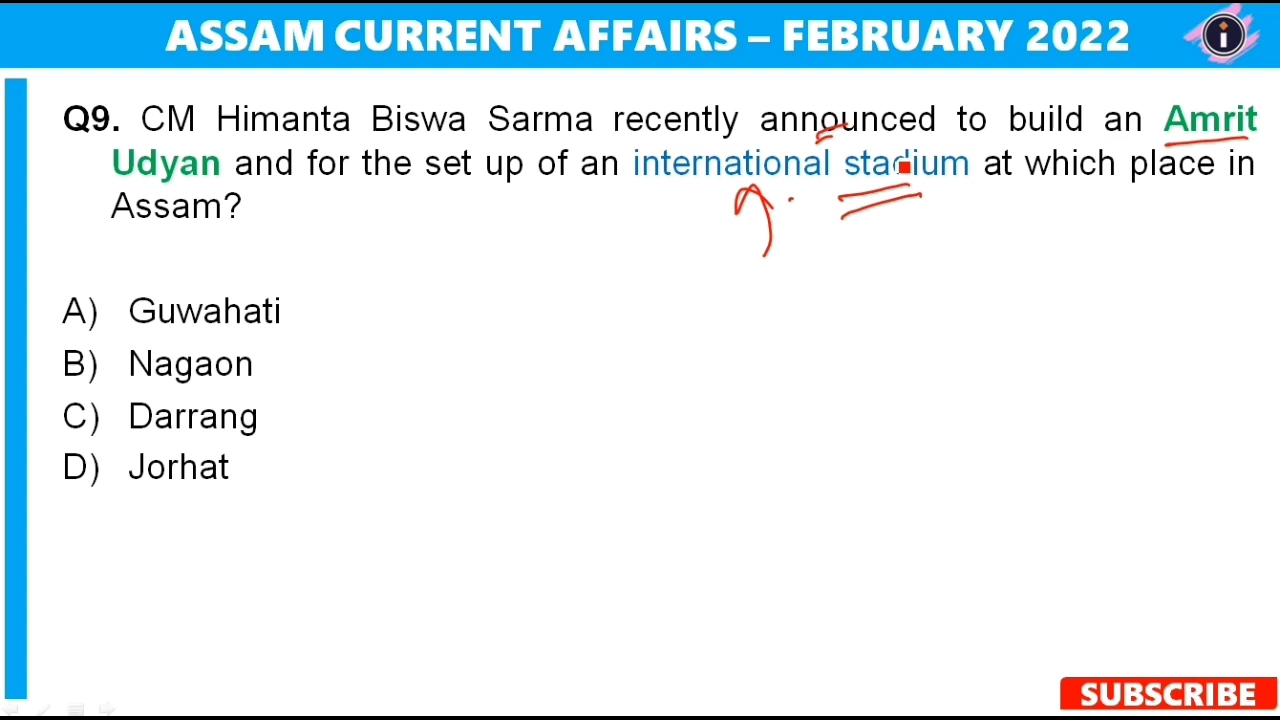 ASSAM CURRENT AFFAIRS – FEBRUARY 2022
Q9. CM Himanta Biswa Sarma recently announced to build an Amrit
Udyan and for the set up of an international stadium at which place in
Assam?
A) Guwahati
B) Nagaon
C) Darrang
D) Jorhat
SUBSCRIBE